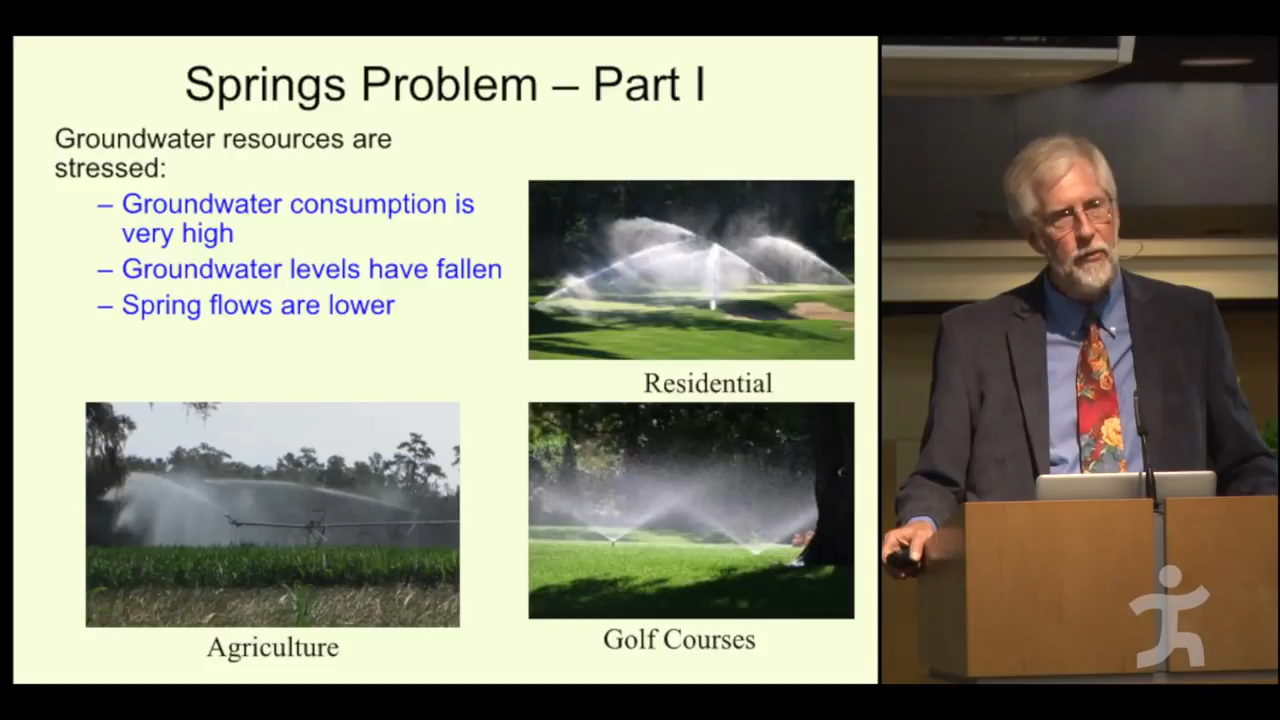 Springs Problem – Part I
Groundwater resources are
stressed:
– Groundwater consumption is
very high
– Groundwater levels have fallen
– Spring flows are lower
Residential
Agriculture
Golf Courses